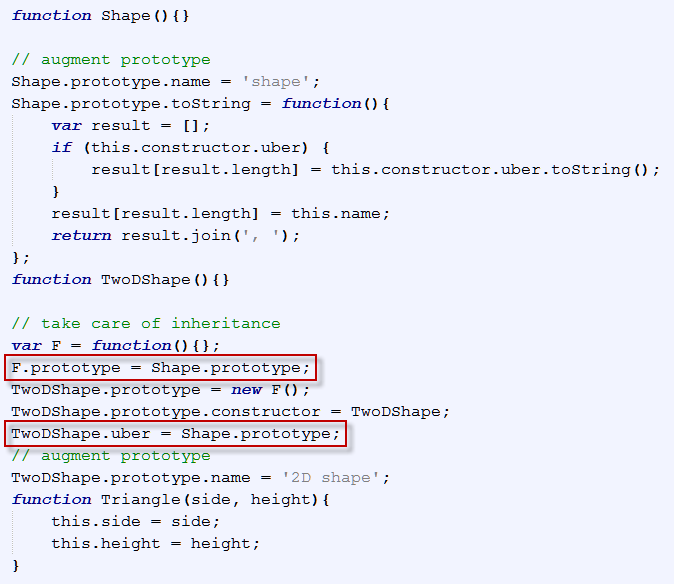 function Shape(){}
// augment prototype
Shape.prototype.name = 'shape';
Shape.prototype.toString = function(){
    var result = [];
    if (this.constructor.uber) {
        result[result.length] = this.constructor.uber.toString();
    }
    result[result.length] = this.name;
    return result.join(', ');
};
function TwoDShape(){}
// take care of inheritance
var F = function(){};
F.prototype = Shape.prototype;
TwoDShape.prototype = new F();
TwoDShape.prototype.constructor = TwoDShape;
TwoDShape.uber = Shape.prototype;
// augment prototype
TwoDShape.prototype.name = '2D shape';
function Triangle(side, height){
    this.side = side;
    this.height = height;
}